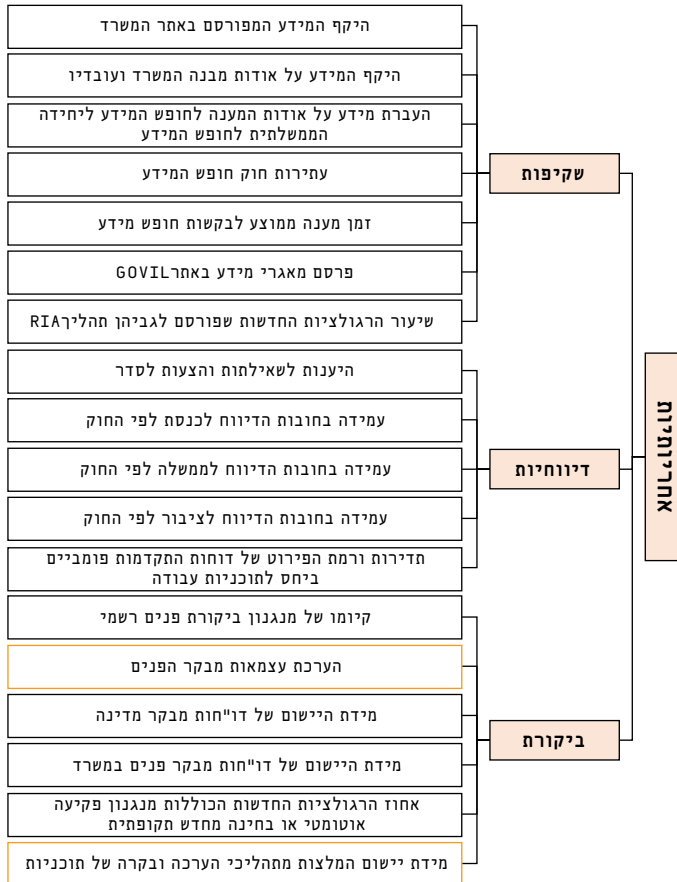 אחריותיות
שקיפות
היקף המידע המפורסם באתר המשרד
היקף המידע על אודות מבנה המשרד ועובדיו
העברת מידע על אודות המענה לחופש המידע ליחידה
הממשלתית לחופש המידע
עתירות חוק חופש המידע
זמן מענה ממוצע לבקשות חופש מידע
פרסם מאגרי מידע באתר GOVIL
שיעור הרגולציות החדשות שפורסם לגביהן תהליך RIA
דיווחיות
היענות לשאילתות והצעות לסדר
עמידה בחובות הדיווח לכנסת לפי החוק
עמידה בחובות הדיווח לממשלה לפי החוק
עמידה בחובות הדיווח לציבור לפי החוק
תדירות ורמת הפירוט של דוחות התקדמות פומביים
ביחס לתוכניות עבודה
ביקורת
קיומו של מנגנון ביקורת פנים רשמי
הערכת עצמאות מבקר הפנים
מידת היישום של דו"חות מבקר מדינה
מידת היישום של דו"חות מבקר פנים במשרד
אחוז הרגולציות החדשות הכוללות מנגנון פקיעה
אוטומטי או בחינה מחדש תקופתית
מידת יישום המלצות מתהליכי הערכה ובקרה של תוכניות